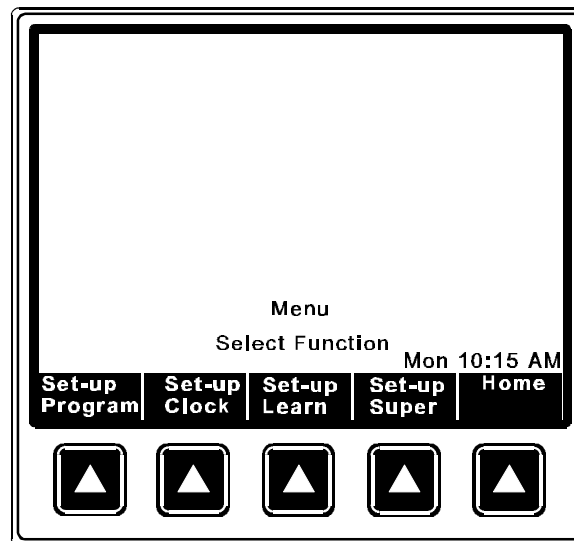 Menu
Select Function
Mon 10:15 AM
Set-up Program
Set-up Clock
Set-up Learn
Set-up Super
Home